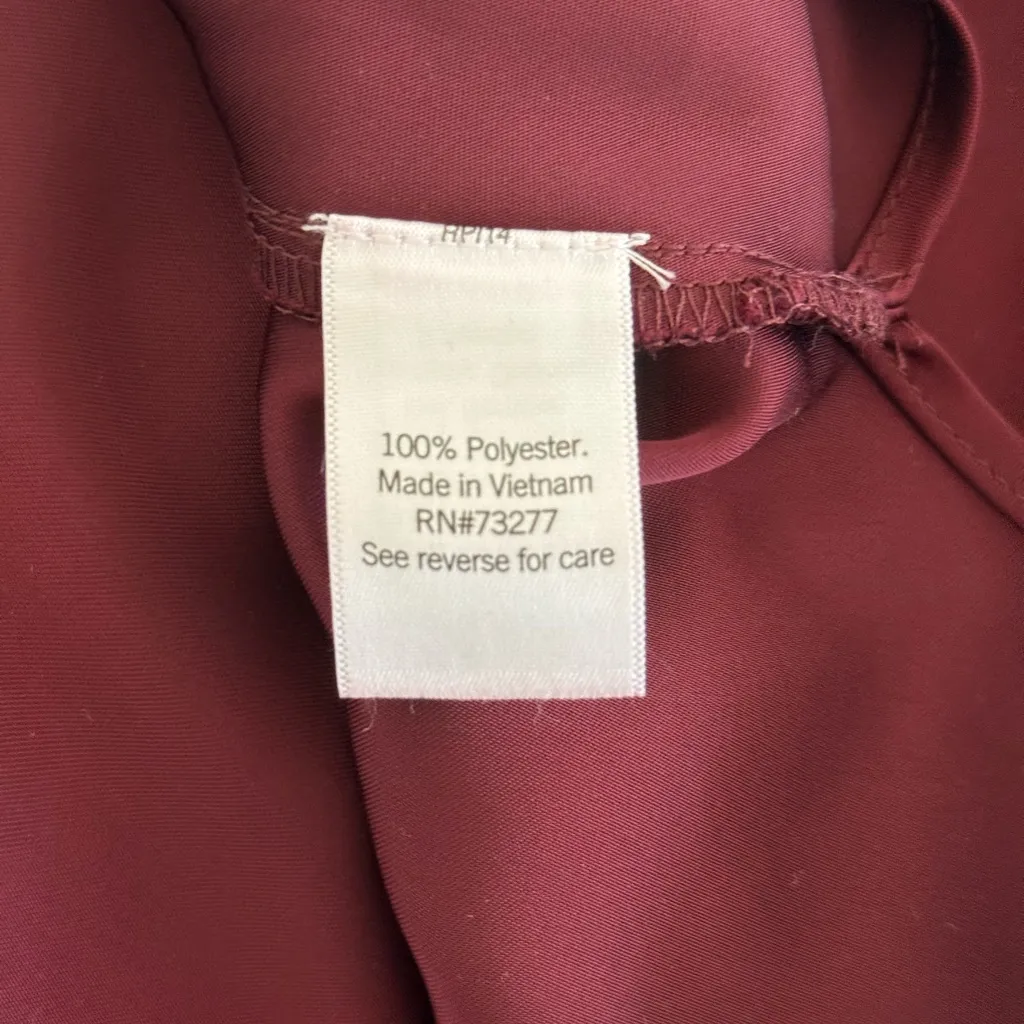 100% Polyester.
Made in Vietnam
RN#73277
See reverse for care